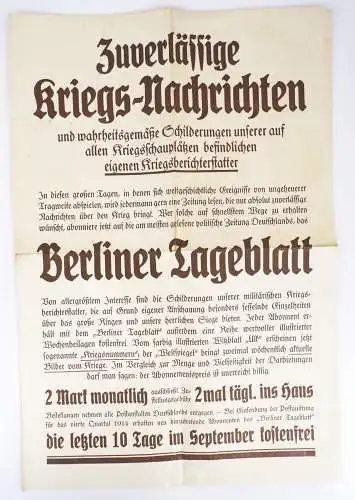 Zuverlässige
Kriegs-Nachrichten
und wahrheitsgemäße Schilderungen unserer auf
allen Kriegsschauplätzen befindlichen
eigenen Kriegsberichterstatter
In diesen großen Tagen, in denen sich weltgeschichtliche Ereignisse von ungeheurer
Tragweite abspielen, wird jedermann gern eine Zeitung lesen, die nur absolut zuverlässige
Nachrichten über den Krieg bringt. Wer solche auf schnellstem Wege zu erhalten
wünscht, abonniere jetzt auf die am meisten gelesene politische Zeitung Deutschlands, das
Berliner Tageblatt
Von allergrößtem Interesse sind die Schilderungen unserer militärischen Kriegs-
berichterstatter, die auf Grund eigener Anschauung besonders fesselnde Einzelheiten
über das große Ringen und unsere herrlichen Siege bieten. Jeder Abonnent er-
hält mit dem „Berliner Tageblatt“ außerdem eine Reihe wertvoller illustrierter
Wochenbeilagen kostenfrei. Vom farbig illustrierten Witzblatt „Ulk“ erscheinen jetzt
sogenannte „Kriegsnummern“, der „Weltspiegel“ bringt zweimal wöchentlich aktuelle
Bilder vom Kriege. Im Vergleich zur Menge und Vielseitigkeit der Darbietungen
darf man sagen: der Abonnementspreis ist unerreicht billig
2 Mark monatlich ausschließl. Zu-
stellungsgebühr 2mal tägl. ins Haus
Bestellungen nehmen alle Postanstalten Deutschlands entgegen. – Bei Einsendung der Postquittung
für das vierte Quartal 1914 erhalten neu hinzutretende Abonnenten das “Berliner Tageblatt”
die letzten 10 Tage im September kostenfrei